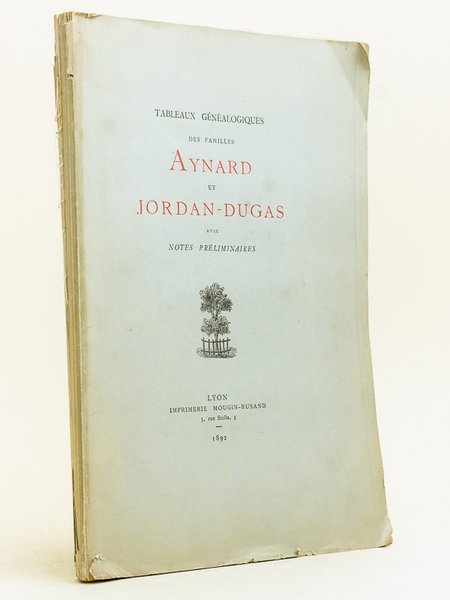 TABLEAUX GÉNÉALOGIQUES
DES FAMILLES
AYNARD
ET
JORDAN-DUGAS
AVEC
NOTES PRÉLIMINAIRES
LYON
IMPRIMERIE MOUGIN-RUSAND
3, rue Stella, 3
1892